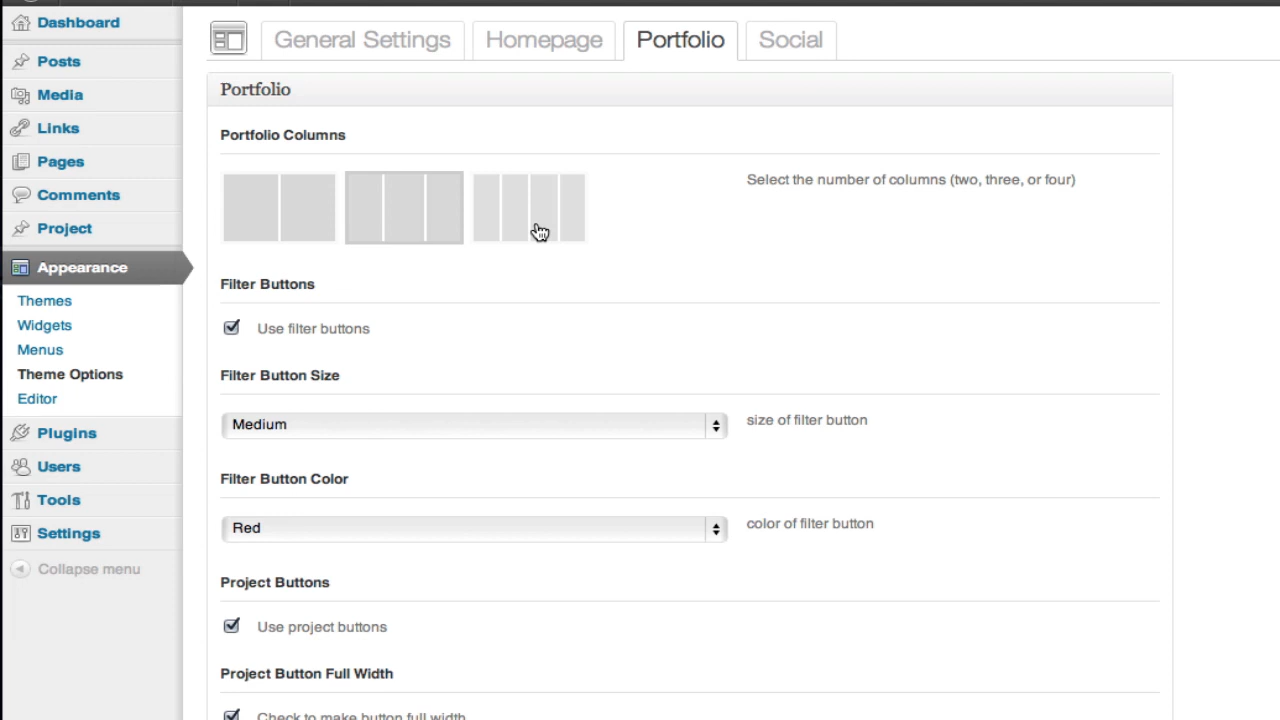 Dashboard
Posts
Media
Links
Pages
Comments
Project
Appearance
Themes
Widgets
Menus
Theme Options
Editor
Plugins
Users
Tools
Settings
Collapse menu
General Settings
Homepage
Portfolio
Social
Portfolio
Portfolio Columns
Select the number of columns (two, three, or four)
Filter Buttons
Use filter buttons
Filter Button Size
Medium
size of filter button
Filter Button Color
Red
color of filter button
Project Buttons
Use project buttons
Project Button Full Width
Check to make button full width